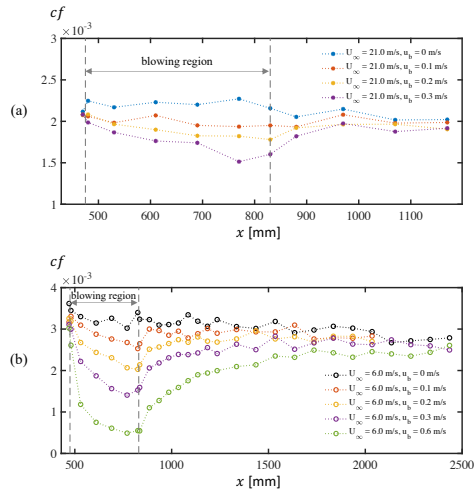 cf
3 ×10⁻³
U∞ = 21.0 m/s, u_b = 0 m/s
U∞ = 21.0 m/s, u_b = 0.1 m/s
U∞ = 21.0 m/s, u_b = 0.2 m/s
U∞ = 21.0 m/s, u_b = 0.3 m/s
blowing region
2.5
(a)
2
1.5
1
500 600 700 800 900 1000 1100
x [mm]
cf
4 ×10⁻³
blowing region
3
(b)
2
1
0
U∞ = 6.0 m/s, u_b = 0 m/s
U∞ = 6.0 m/s, u_b = 0.1 m/s
U∞ = 6.0 m/s, u_b = 0.2 m/s
U∞ = 6.0 m/s, u_b = 0.3 m/s
U∞ = 6.0 m/s, u_b = 0.6 m/s
500 1000 1500 2000 2500
x [mm]